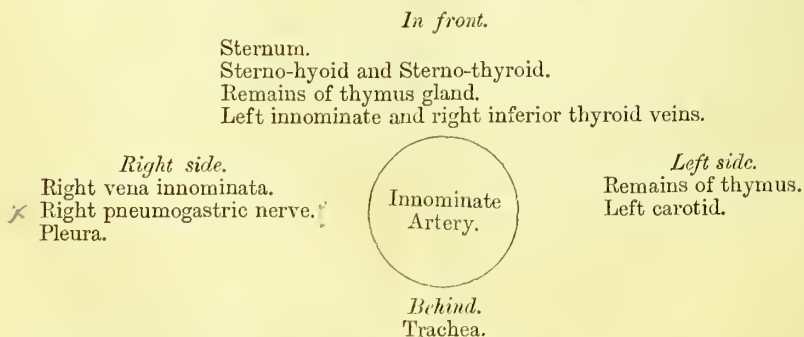 In front.
Sternum.
Sterno-hyoid and Sterno-thyroid.
Remains of thymus gland.
Left innominate and right inferior thyroid veins.
Right side.
Right vena innominata.
Right pneumogastric nerve.
Pleura.
Innominate
Artery.
Left side.
Remains of thymus.
Left carotid.
Behind.
Trachea.